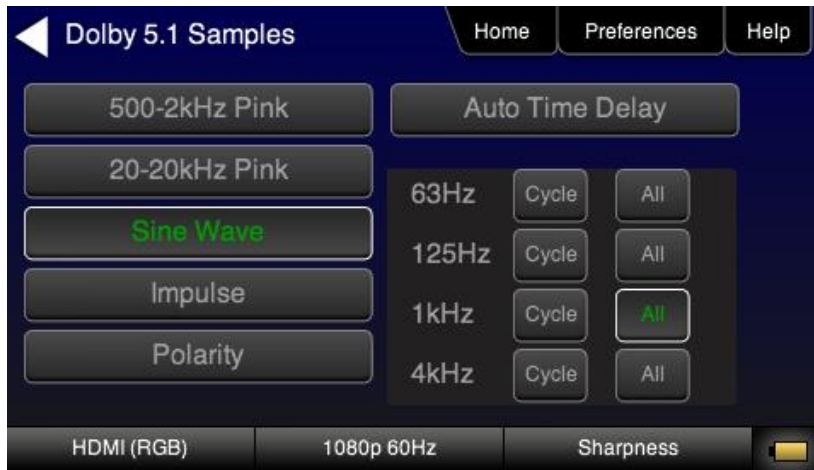 Dolby 5.1 Samples
Home
Preferences
Help
500-2kHz Pink
Auto Time Delay
20-20kHz Pink
Sine Wave
Impulse
Polarity
63Hz Cycle All
125Hz Cycle All
1kHz Cycle All
4kHz Cycle All
HDMI (RGB)
1080p 60Hz
Sharpness